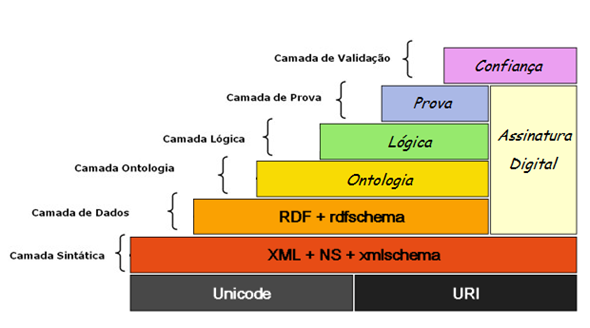 Camada de Validação
Confiança
Camada de Prova
Prova
Camada Lógica
Lógica
Assinatura
Digital
Camada Ontologia
Ontologia
Camada de Dados
RDF + rdfschema
Camada Sintática
XML + NS + xmlschema
Unicode
URI